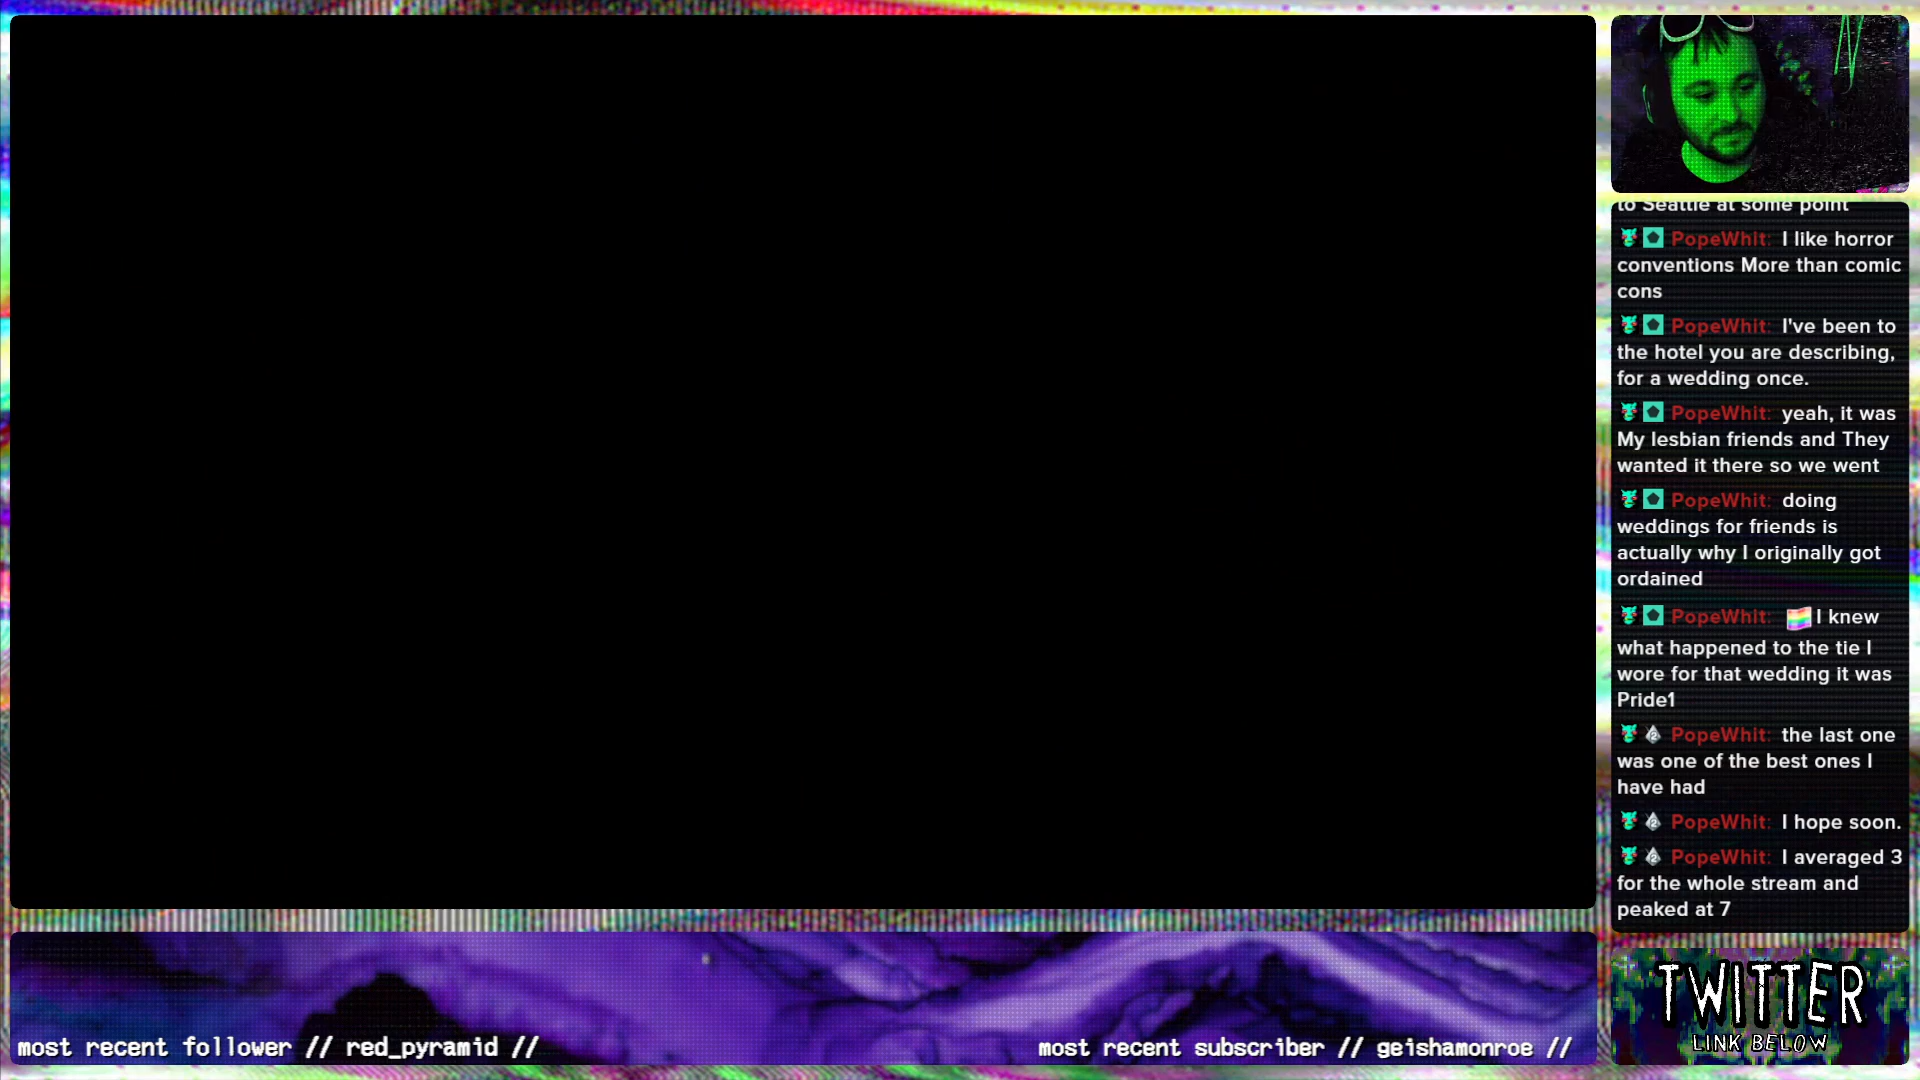 to Seattle at some point
PopeWhit: I like horror
conventions More than comic
cons
PopeWhit: I've been to
the hotel you are describing,
for a wedding once.
PopeWhit: yeah, it was
My lesbian friends and They
wanted it there so we went
PopeWhit: doing
weddings for friends is
actually why I originally got
ordained
PopeWhit: I knew
what happened to the tie I
wore for that wedding it was
Pride1
PopeWhit: the last one
was one of the best ones I
have had
PopeWhit: I hope soon.
PopeWhit: I averaged 3
for the whole stream and
peaked at 7
TWITTER
LINK BELOW
most recent follower // red_pyramid //
most recent subscriber // geishamonroe //